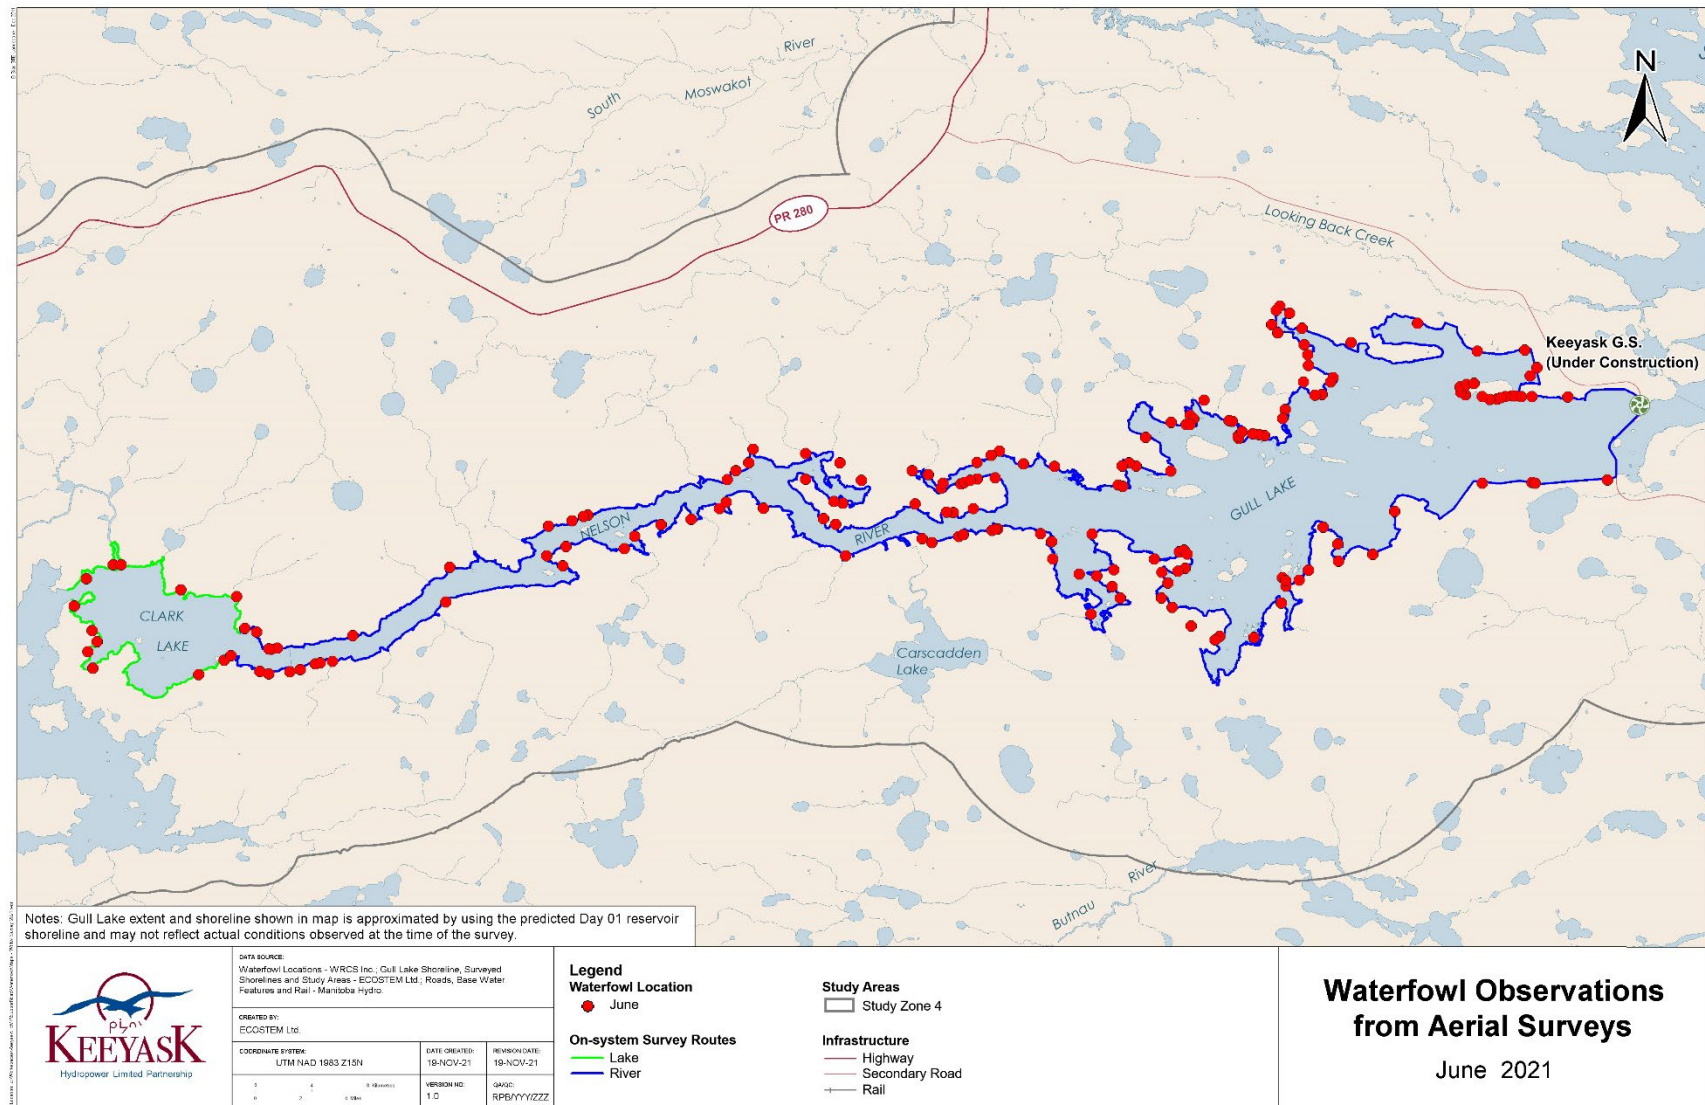 River
South
Moswakot
N
PR 280
Looking Back Creek
Keeyask G.S.
(Under Construction)
NELSON
RIVER
GULL LAKE
CLARK
LAKE
Carscadden
Lake
River
Butnau
Notes: Gull Lake extent and shoreline shown in map is approximated by using the predicted Day 01 reservoir
shoreline and may not reflect actual conditions observed at the time of the survey.
KEEYASK
Hydropower Limited Partnership
DATA SOURCE:
Waterfowl Locations - WRCS Inc.; Gull Lake Shoreline, Surveyed
Shorelines and Study Areas - ECOSTEM Ltd.; Roads, Base Water
Features and Rail - Manitoba Hydro.
CREATED BY:
ECOSTEM Ltd.
COORDINATE SYSTEM:
UTM NAD 1983 Z15N
DATE CREATED:
19-NOV-21
REVISION DATE:
19-NOV-21
VERSION NO:
1.0
QA/QC:
RPB/YYY/ZZZ
Legend
Waterfowl Location
June
On-system Survey Routes
Lake
River
Study Areas
Study Zone 4
Infrastructure
Highway
Secondary Road
Rail
Waterfowl Observations
from Aerial Surveys
June 2021